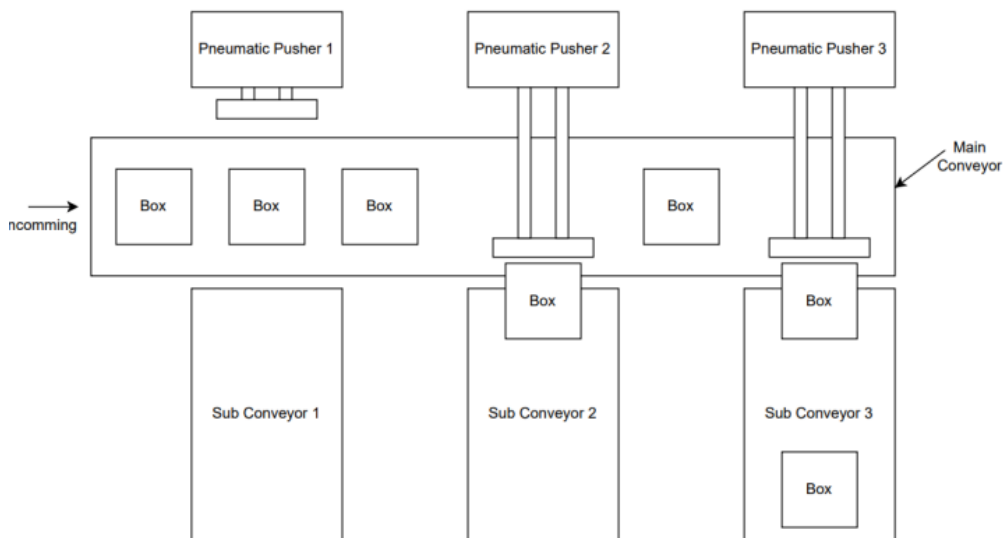 Pneumatic Pusher 1
Pneumatic Pusher 2
Pneumatic Pusher 3
Main
Conveyor
ncomming
Box
Box
Box
Box
Box
Box
Sub Conveyor 1
Sub Conveyor 2
Sub Conveyor 3
Box